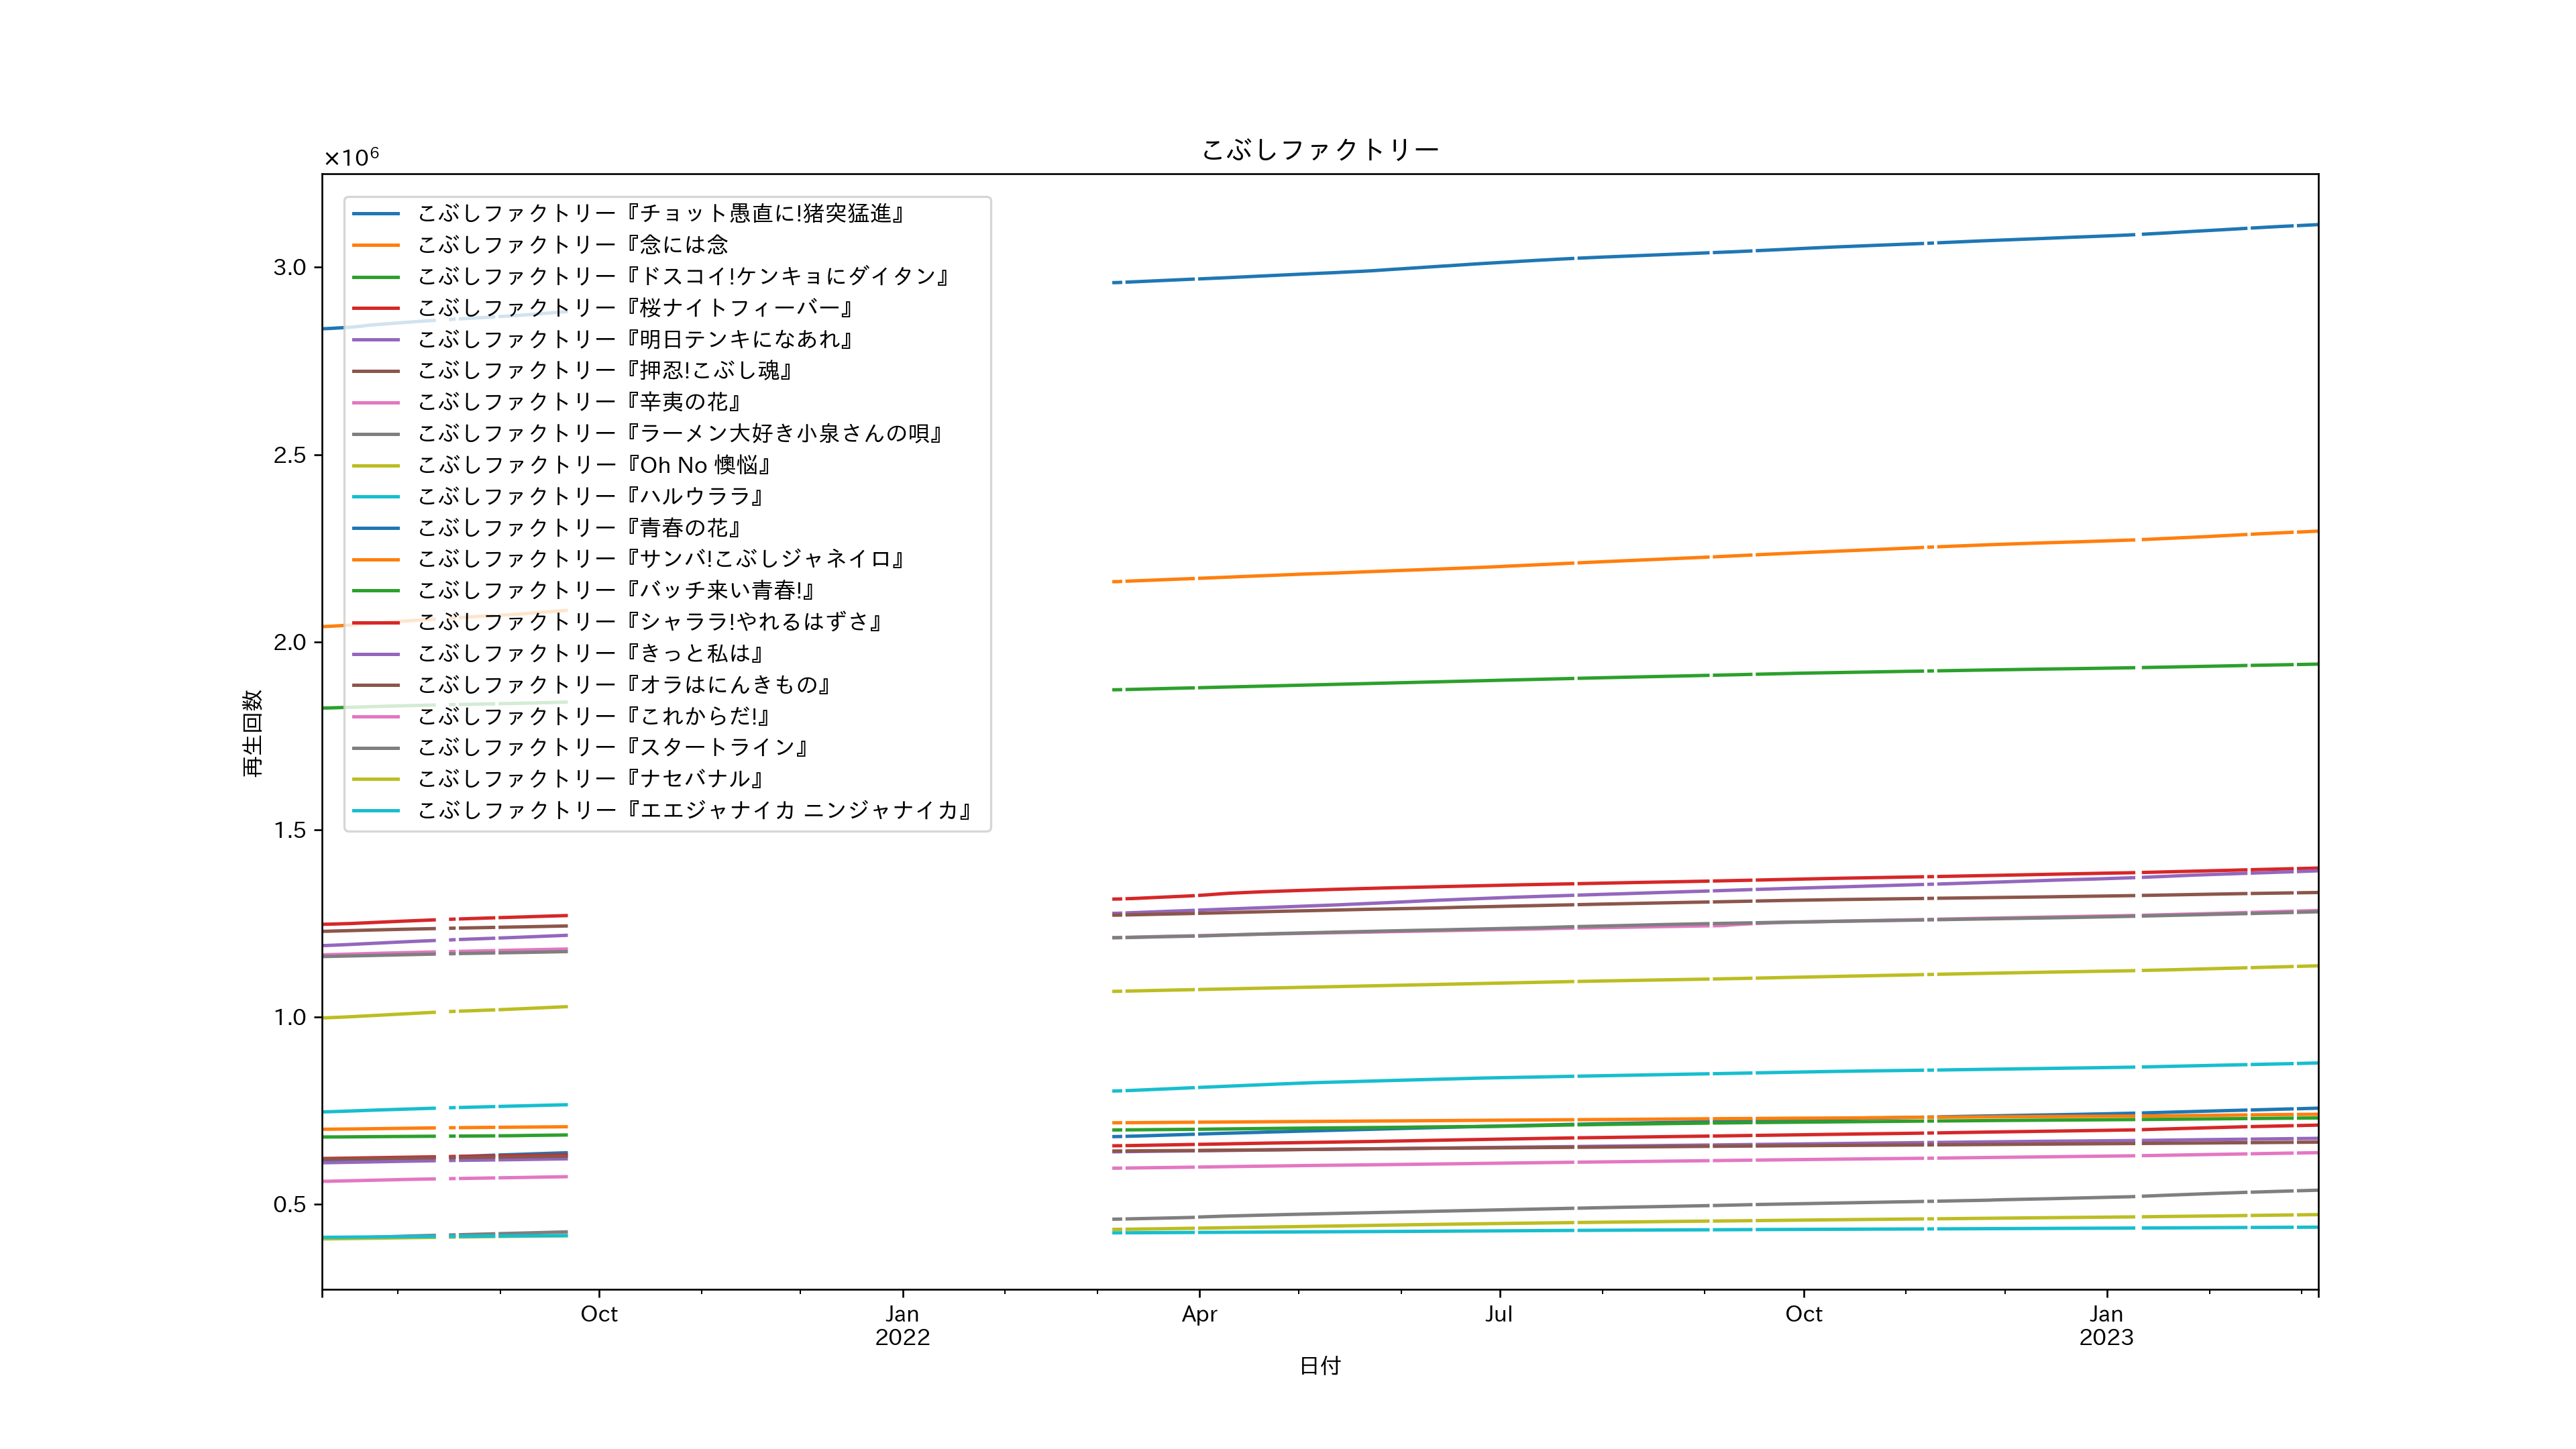 こぶしファクトリー
×10⁶
こぶしファクトリー『チョット愚直に!猪突猛進』
こぶしファクトリー『念には念
こぶしファクトリー『ドスコイ!ケンキョにダイタン』
こぶしファクトリー『桜ナイトフィーバー』
こぶしファクトリー『明日テンキになあれ』
こぶしファクトリー『押忍!こぶし魂』
こぶしファクトリー『辛夷の花』
こぶしファクトリー『ラーメン大好き小泉さんの唄』
こぶしファクトリー『Oh No 懊悩』
こぶしファクトリー『ハルウララ』
こぶしファクトリー『青春の花』
こぶしファクトリー『サンバ!こぶしジャネイロ』
こぶしファクトリー『バッチ来い青春!』
こぶしファクトリー『シャララ!やれるはずさ』
こぶしファクトリー『きっと私は』
こぶしファクトリー『オラはにんきもの』
こぶしファクトリー『これからだ!』
こぶしファクトリー『スタートライン』
こぶしファクトリー『ナセバナル』
こぶしファクトリー『エエジャナイカ ニンジャナイカ』
3.0
2.5
2.0
1.5
1.0
0.5
再生回数
Oct
Jan
2022
Apr
Jul
Oct
Jan
2023
日付